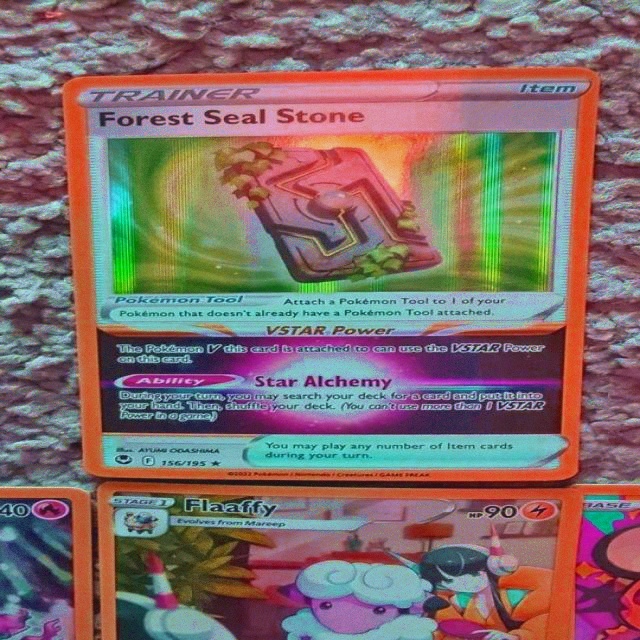 TRAINER
Item
Forest Seal Stone
Pokémon Tool
Attach a Pokémon Tool to 1 of your
Pokémon that doesn't already have a Pokémon Tool attached.
VSTAR Power
The Pokémon V this card is attached to can use the VSTAR Power
on this card.
Ability Star Alchemy
During your turn, you may search your deck for a card and put it into
your hand. Then, shuffle your deck. (You can't use more than 1 VSTAR
Power in a game.)
Illus. AYUMI ODASHIMA
F 156/195 ★
You may play any number of Item cards
during your turn.
©2022 Pokémon / Nintendo / Creatures / GAME FREAK
40
STAGE 1
Flaaffy
Evolves from Mareep
HP 90